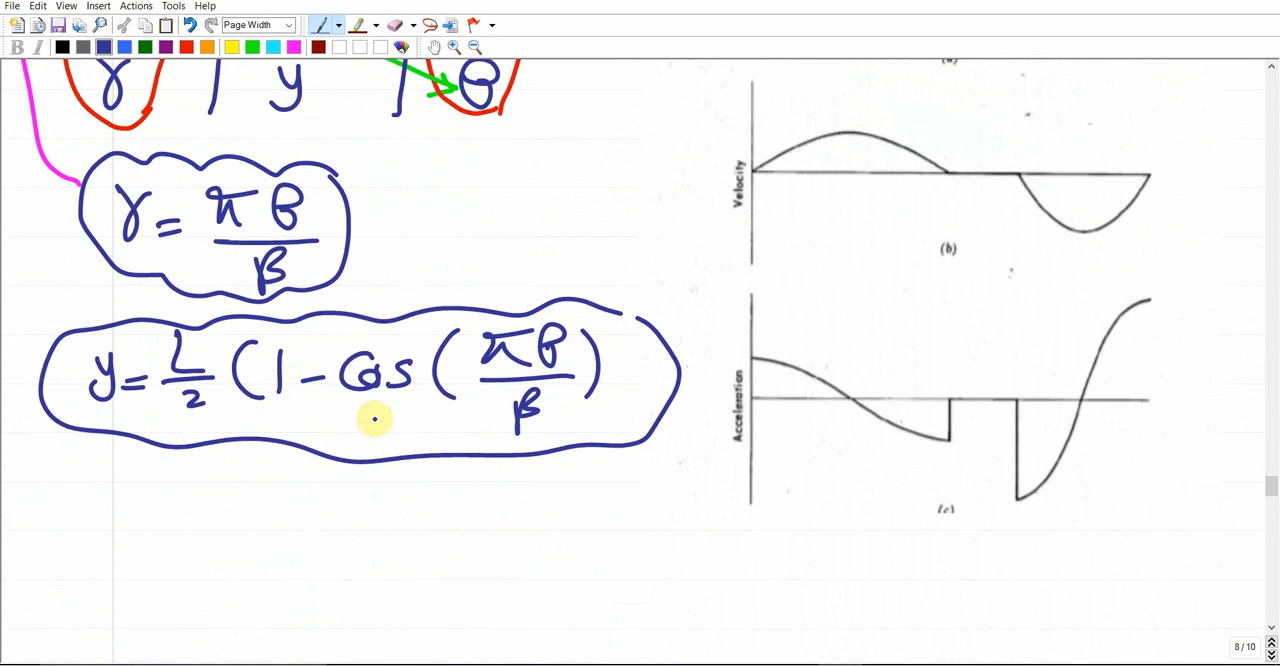 File Edit View Insert Actions Tools Help
Page Width
B I
γ | y | θ
γ = πθ/β
y = L/2 (1 - Cos (πθ/β)
Velocity
(b)
Acceleration
(c)
8 / 10